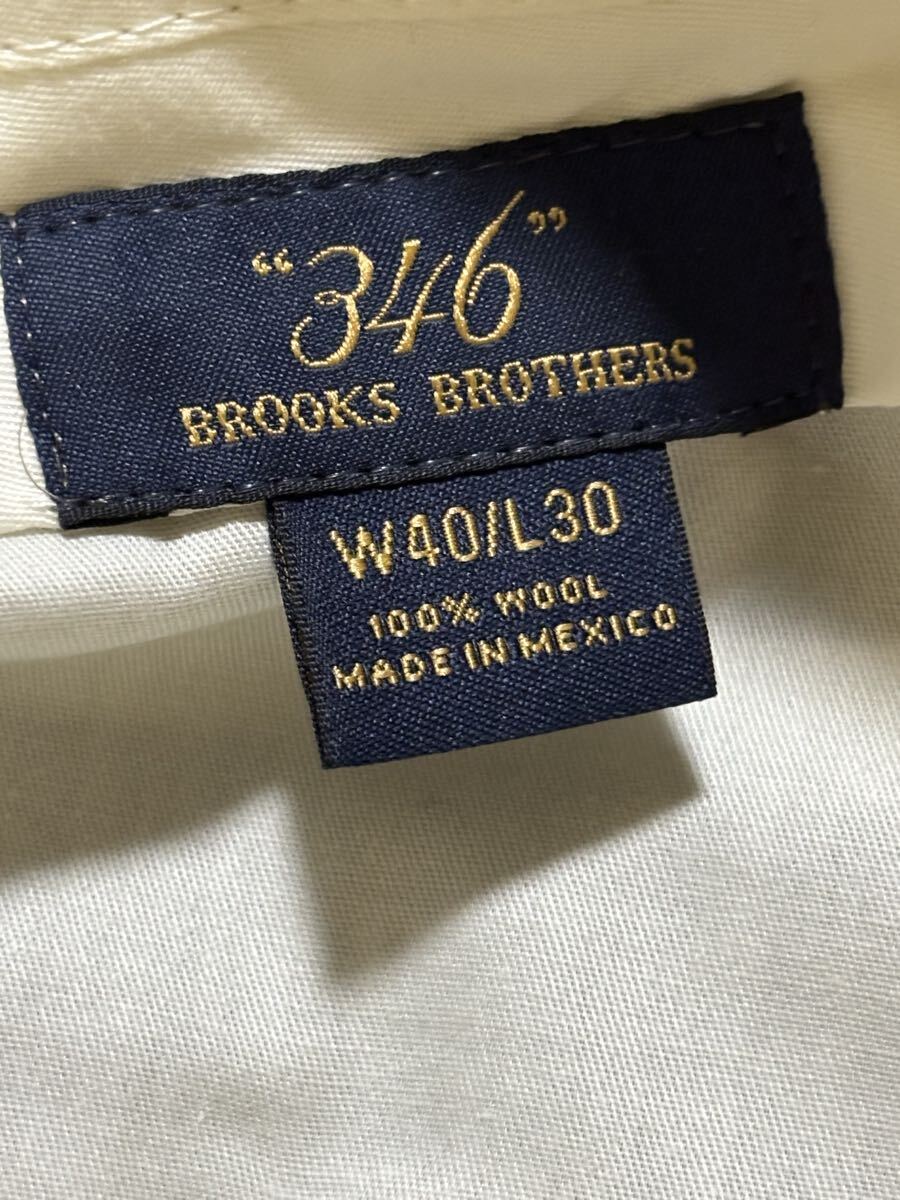 “346”
BROOKS BROTHERS
W40/L30
100% WOOL
MADE IN MEXICO